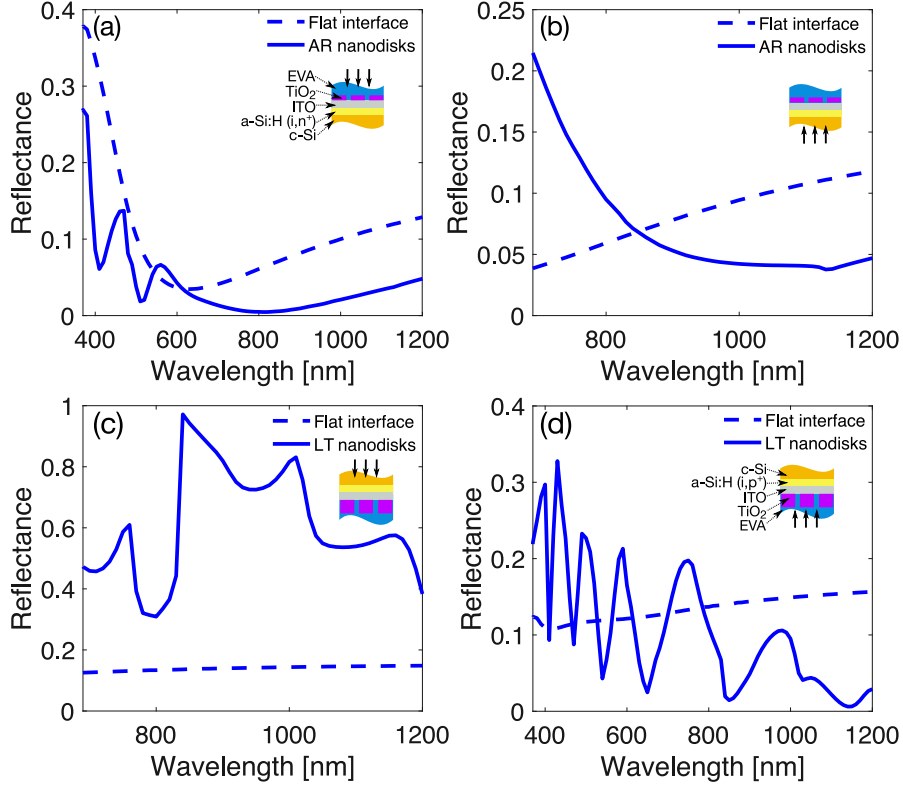 (a)
Flat interface
AR nanodisks
EVA
TiO2
ITO
a-Si:H (i,n+)
c-Si
Reflectance
0.4
0.3
0.2
0.1
0
400 600 800 1000 1200
Wavelength [nm]
(b)
Flat interface
AR nanodisks
Reflectance
0.25
0.2
0.15
0.1
0.05
0
800 1000 1200
Wavelength [nm]
(c)
Flat interface
LT nanodisks
Reflectance
1
0.8
0.6
0.4
0.2
0
800 1000 1200
Wavelength [nm]
(d)
Flat interface
LT nanodisks
c-Si
a-Si:H (i,p+)
ITO
TiO2
EVA
Reflectance
0.4
0.3
0.2
0.1
0
400 600 800 1000 1200
Wavelength [nm]